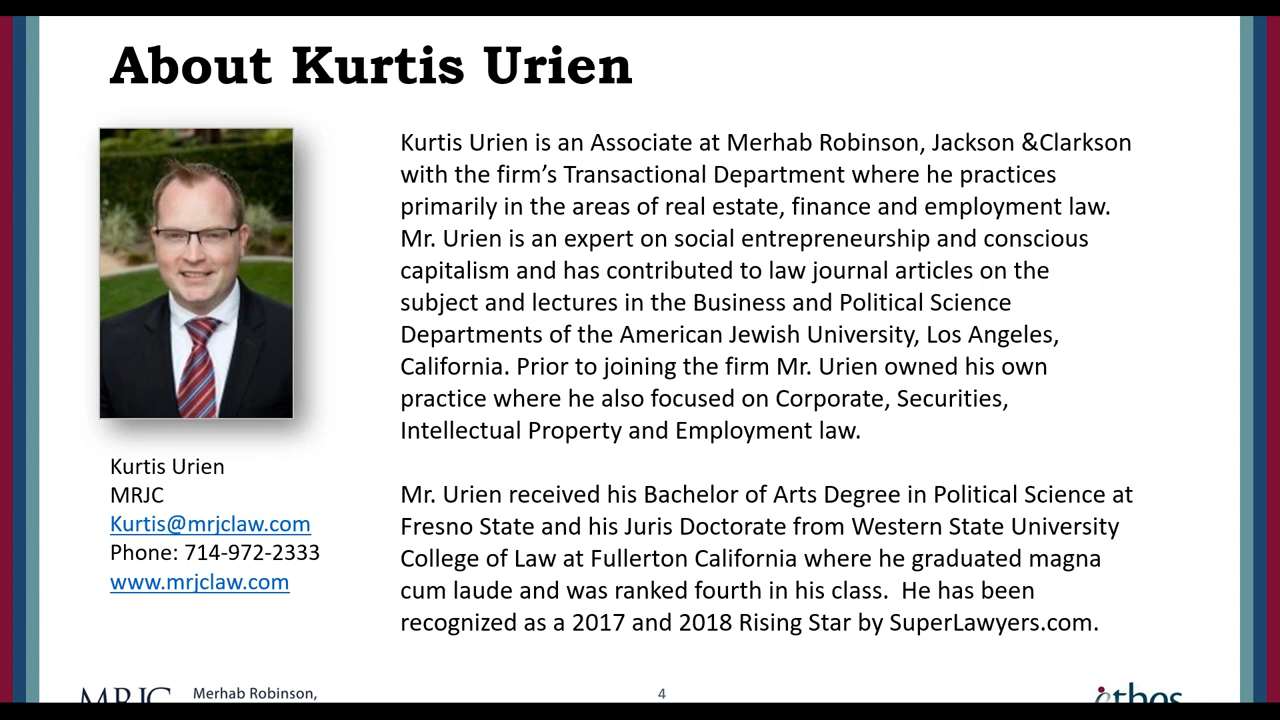 About Kurtis Urien
Kurtis Urien is an Associate at Merhab Robinson, Jackson &Clarkson
with the firm’s Transactional Department where he practices
primarily in the areas of real estate, finance and employment law.
Mr. Urien is an expert on social entrepreneurship and conscious
capitalism and has contributed to law journal articles on the
subject and lectures in the Business and Political Science
Departments of the American Jewish University, Los Angeles,
California. Prior to joining the firm Mr. Urien owned his own
practice where he also focused on Corporate, Securities,
Intellectual Property and Employment law.
Mr. Urien received his Bachelor of Arts Degree in Political Science at
Fresno State and his Juris Doctorate from Western State University
College of Law at Fullerton California where he graduated magna
cum laude and was ranked fourth in his class.  He has been
recognized as a 2017 and 2018 Rising Star by SuperLawyers.com.
Kurtis Urien
MRJC
Kurtis@mrjclaw.com
Phone: 714-972-2333
www.mrjclaw.com
MRJC
Merhab Robinson,
4
ethos